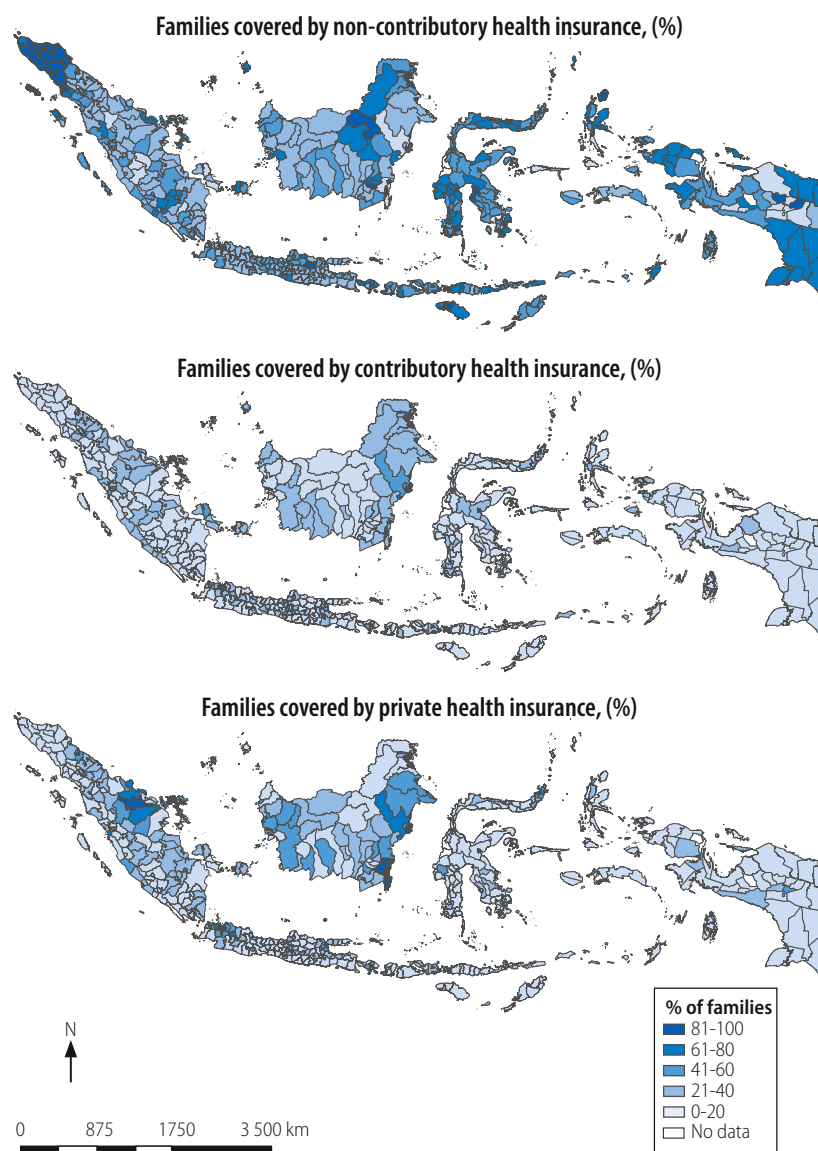 Families covered by non-contributory health insurance, (%)
Families covered by contributory health insurance, (%)
Families covered by private health insurance, (%)
N
0 875 1750 3 500 km
% of families
81-100
61-80
41-60
21-40
0-20
No data